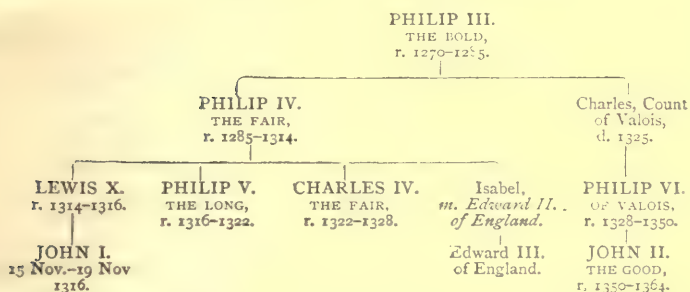 PHILIP III.
THE BOLD,
r. 1270–1285.
PHILIP IV.
THE FAIR,
r. 1285–1314.
Charles, Count
of Valois,
d. 1325.
LEWIS X.
r. 1314–1316.
PHILIP V.
THE LONG,
r. 1316–1322.
CHARLES IV.
THE FAIR,
r. 1322–1328.
Isabel,
m. Edward II.
of England.
PHILIP VI.
OF VALOIS,
r. 1328–1350.
JOHN I.
15 Nov.–19 Nov
1316.
Edward III.
of England.
JOHN II.
THE GOOD,
r. 1350–1364.